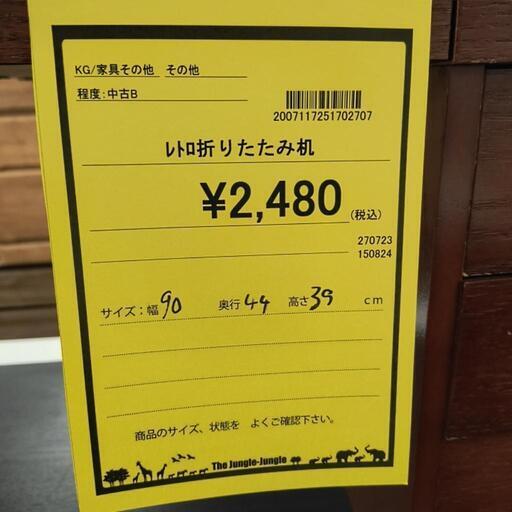 KG/家具その他 その他
程度:中古B
2007117251702707
ﾚﾄﾛ折りたたみ机
¥2,480(税込)
270723
150824
サイズ:幅90 奥行44 高さ39 cm
商品のサイズ、状態を よくご確認下さい。
The Jungle-Jungle